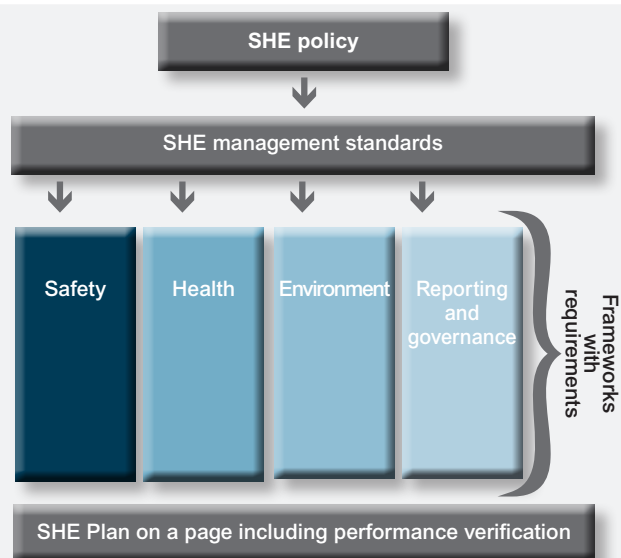 SHE policy
SHE management standards
Safety
Health
Environment
Reporting
and
governance
Frameworks
with
requirements
SHE Plan on a page including performance verification